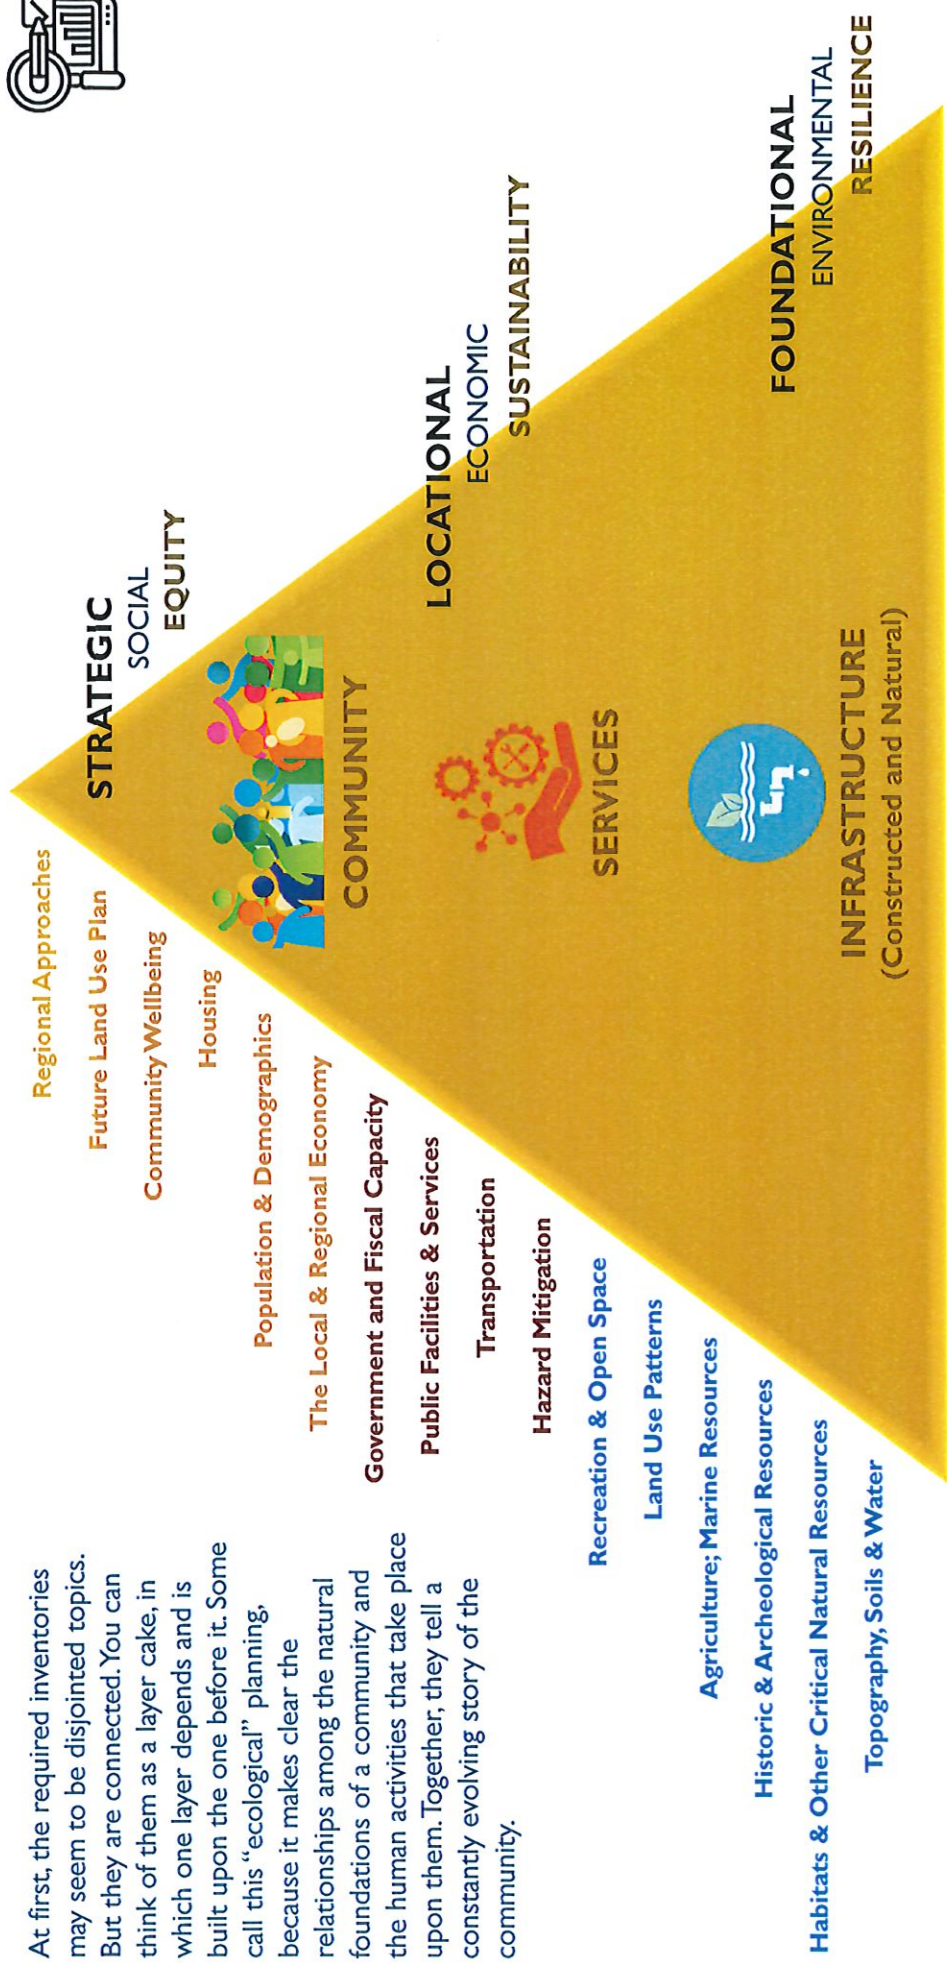 At first, the required inventories
may seem to be disjointed topics.
But they are connected. You can
think of them as a layer cake, in
which one layer depends and is
built upon the one before it. Some
call this “ecological” planning,
because it makes clear the
relationships among the natural
foundations of a community and
the human activities that take place
upon them. Together, they tell a
constantly evolving story of the
community.
Regional Approaches
Future Land Use Plan
Community Wellbeing
Housing
Population & Demographics
The Local & Regional Economy
Government and Fiscal Capacity
Public Facilities & Services
Transportation
Hazard Mitigation
Recreation & Open Space
Land Use Patterns
Agriculture; Marine Resources
Historic & Archeological Resources
Habitats & Other Critical Natural Resources
Topography, Soils & Water
COMMUNITY
SERVICES
INFRASTRUCTURE
(Constructed and Natural)
STRATEGIC
SOCIAL
EQUITY
LOCATIONAL
ECONOMIC
SUSTAINABILITY
FOUNDATIONAL
ENVIRONMENTAL
RESILIENCE